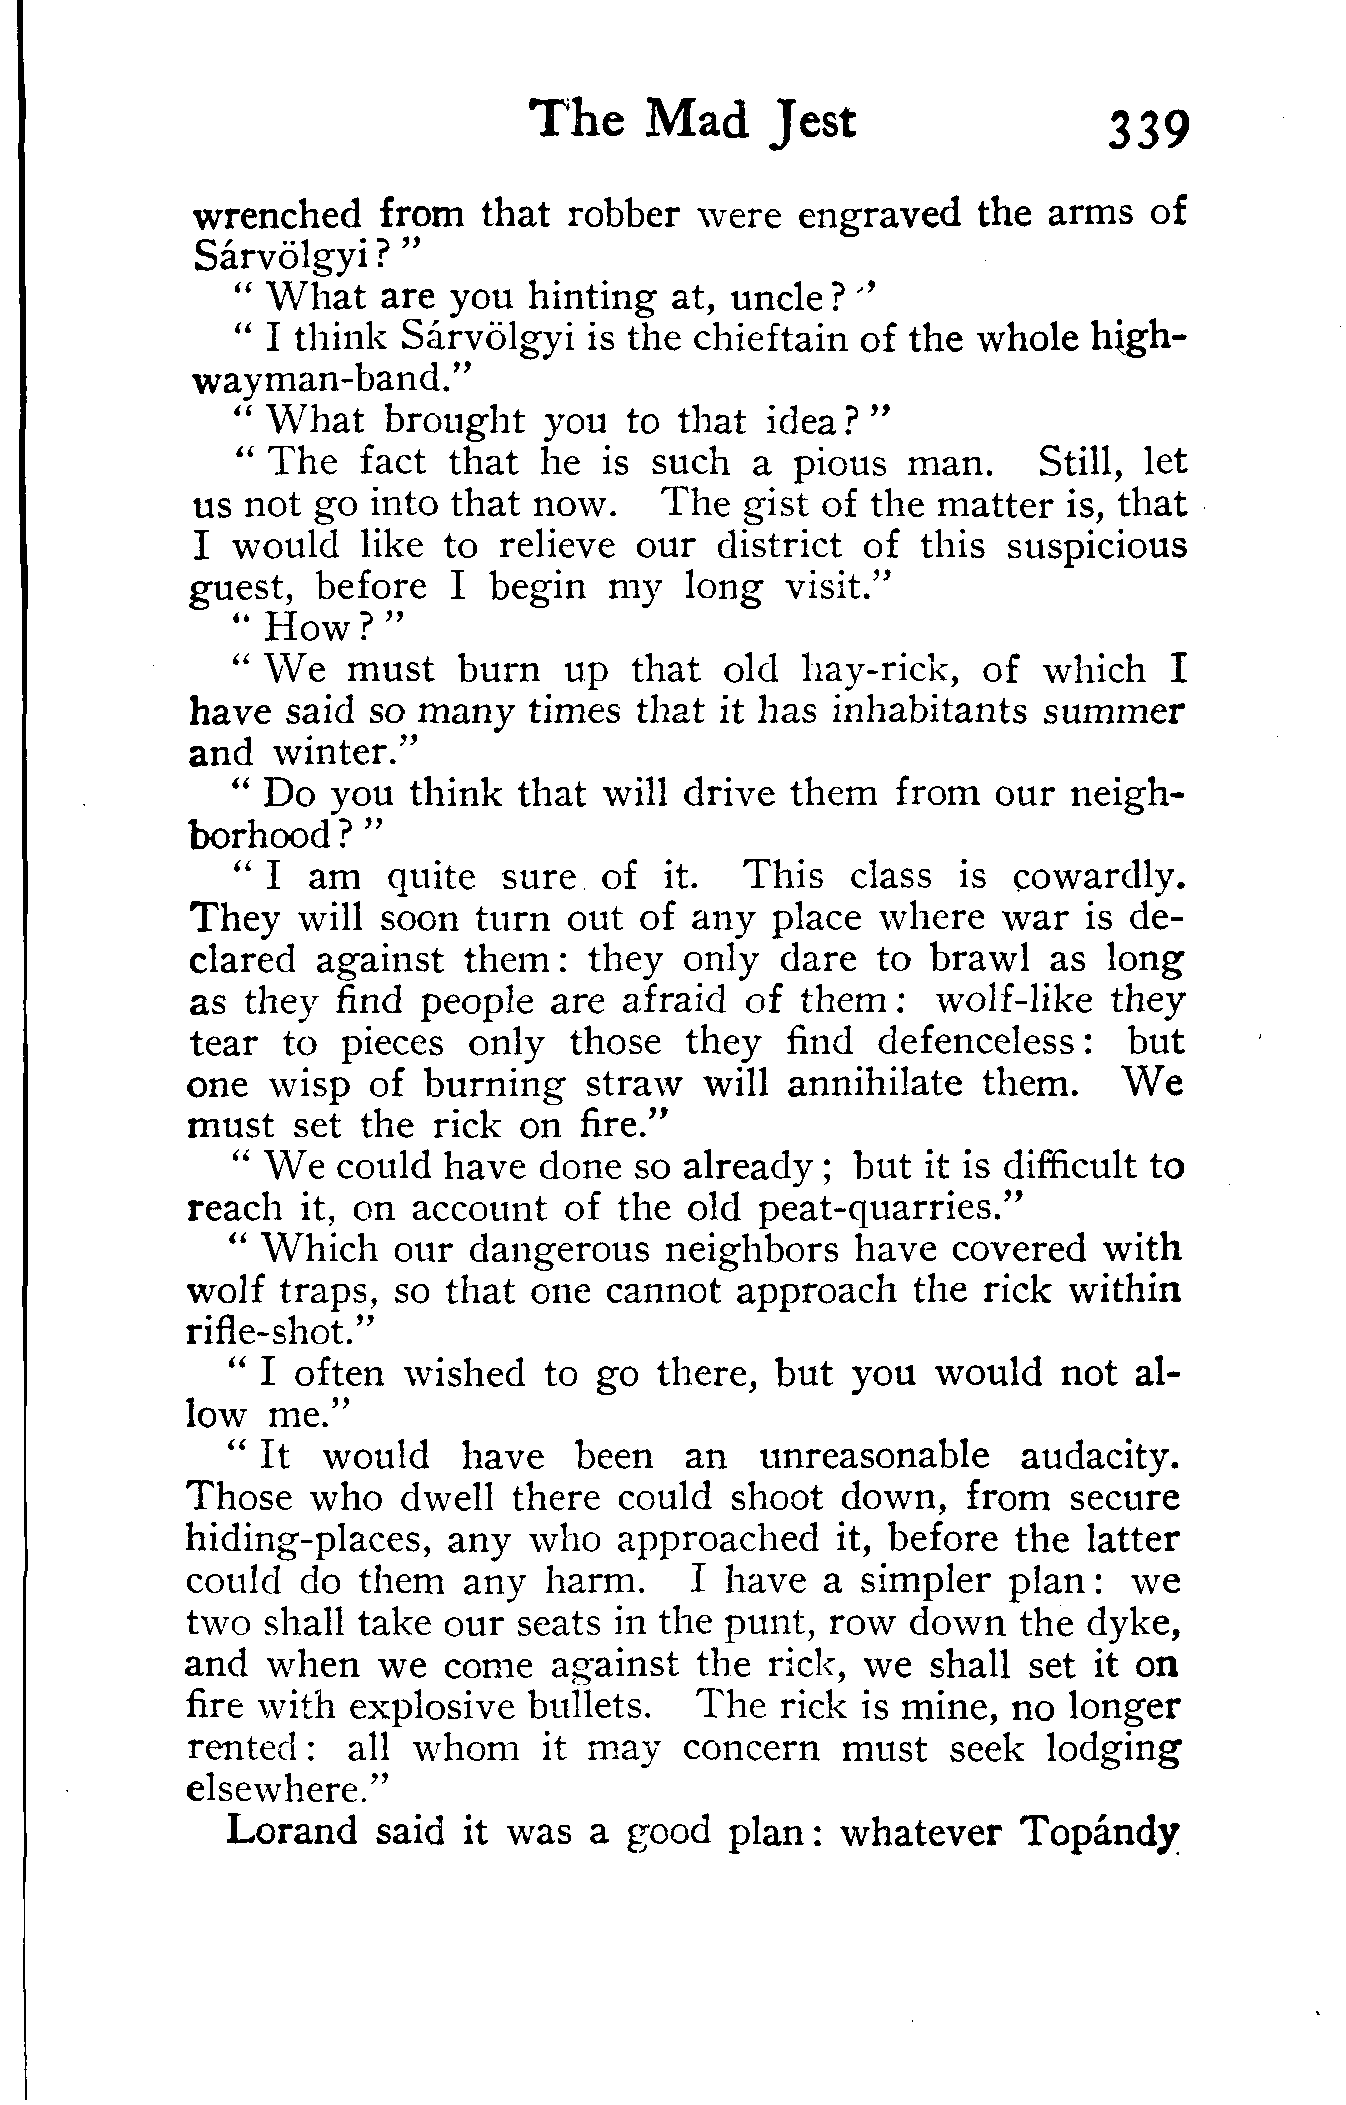 The Mad Jest 339
wrenched from that robber were engraved the arms of
Sárvölgyi?"
"What are you hinting at, uncle?"
"I think Sárvölgyi is the chieftain of the whole high-
wayman-band."
"What brought you to that idea?"
"The fact that he is such a pious man. Still, let
us not go into that now. The gist of the matter is, that
I would like to relieve our district of this suspicious
guest, before I begin my long visit."
"How?"
"We must burn up that old hay-rick, of which I
have said so many times that it has inhabitants summer
and winter."
"Do you think that will drive them from our neigh-
borhood?"
"I am quite sure of it. This class is cowardly.
They will soon turn out of any place where war is de-
clared against them: they only dare to brawl as long
as they find people are afraid of them: wolf-like they
tear to pieces only those they find defenceless: but
one wisp of burning straw will annihilate them. We
must set the rick on fire."
"We could have done so already; but it is difficult to
reach it, on account of the old peat-quarries."
"Which our dangerous neighbors have covered with
wolf traps, so that one cannot approach the rick within
rifle-shot."
"I often wished to go there, but you would not al-
low me."
"It would have been an unreasonable audacity.
Those who dwell there could shoot down, from secure
hiding-places, any who approached it, before the latter
could do them any harm. I have a simpler plan: we
two shall take our seats in the punt, row down the dyke,
and when we come against the rick, we shall set it on
fire with explosive bullets. The rick is mine, no longer
rented: all whom it may concern must seek lodging
elsewhere."
Lorand said it was a good plan: whatever Topándy